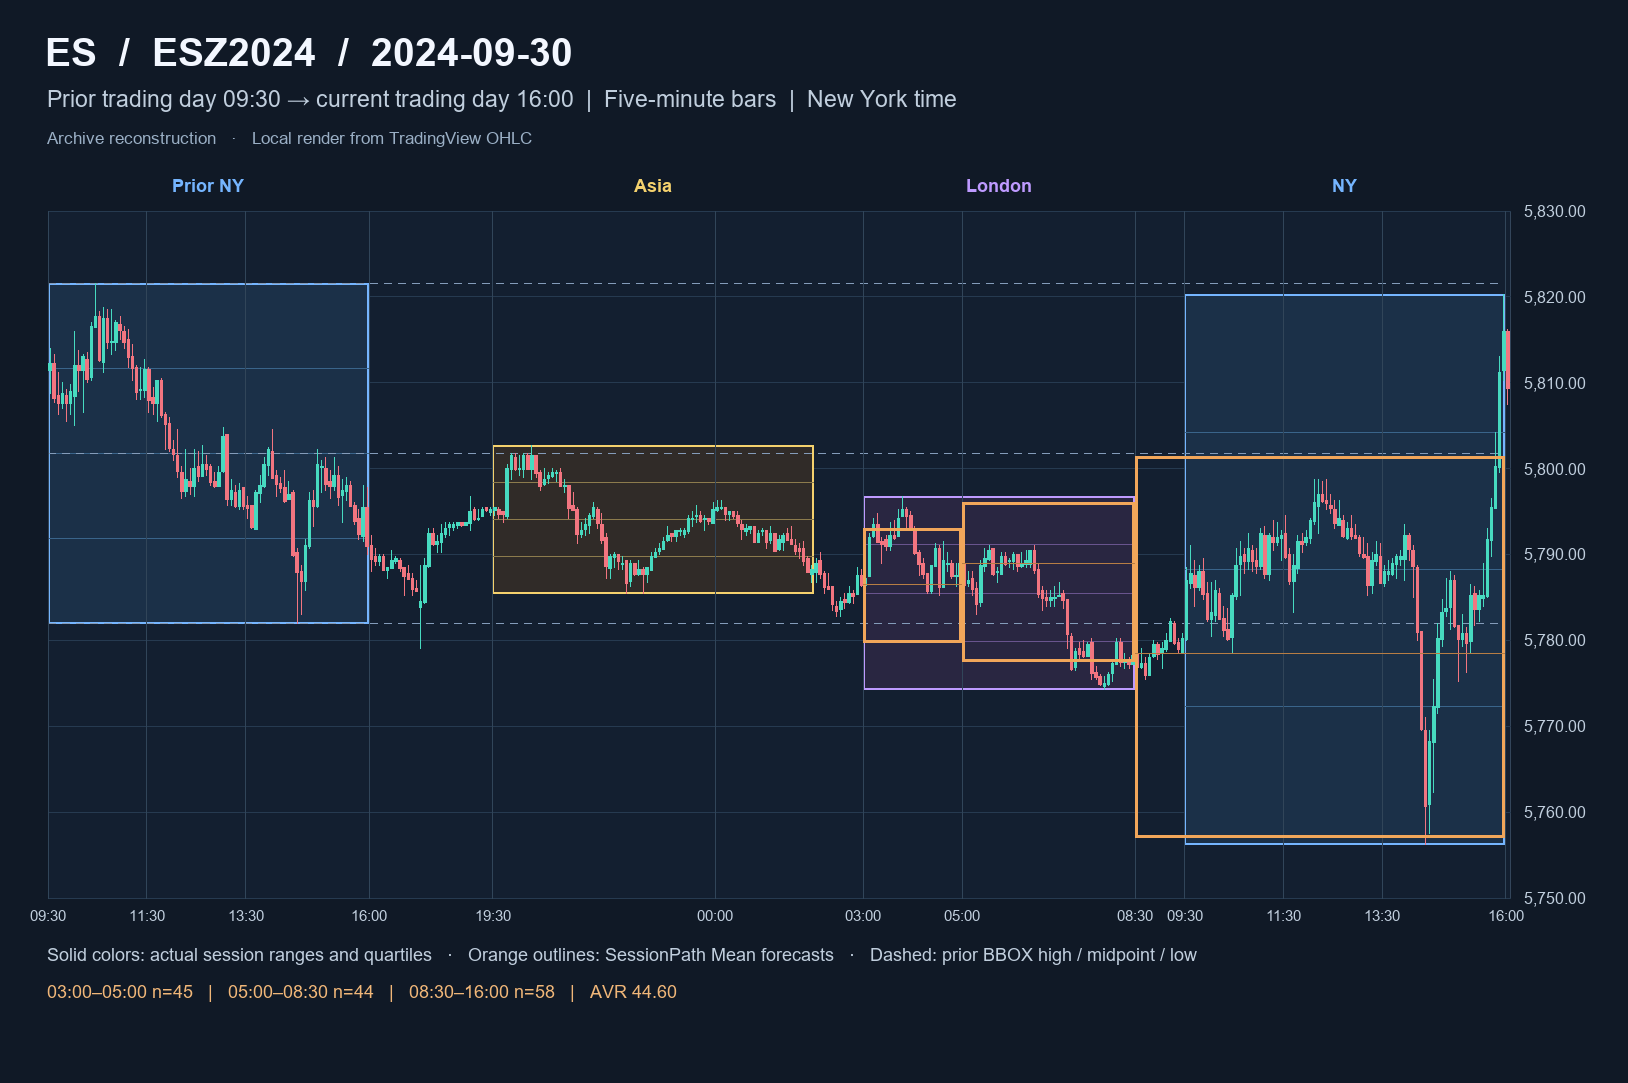 ES / ESZ2024 / 2024-09-30
Prior trading day 09:30 → current trading day 16:00 | Five-minute bars | New York time
Archive reconstruction · Local render from TradingView OHLC
Prior NY Asia London NY
5,830.00
5,820.00
5,810.00
5,800.00
5,790.00
5,780.00
5,770.00
5,760.00
5,750.00
09:30 11:30 13:30 16:00 19:30 00:00 03:00 05:00 08:30 09:30 11:30 13:30 16:00
Solid colors: actual session ranges and quartiles · Orange outlines: SessionPath Mean forecasts · Dashed: prior BBOX high / midpoint / low
03:00–05:00 n=45 | 05:00–08:30 n=44 | 08:30–16:00 n=58 | AVR 44.60